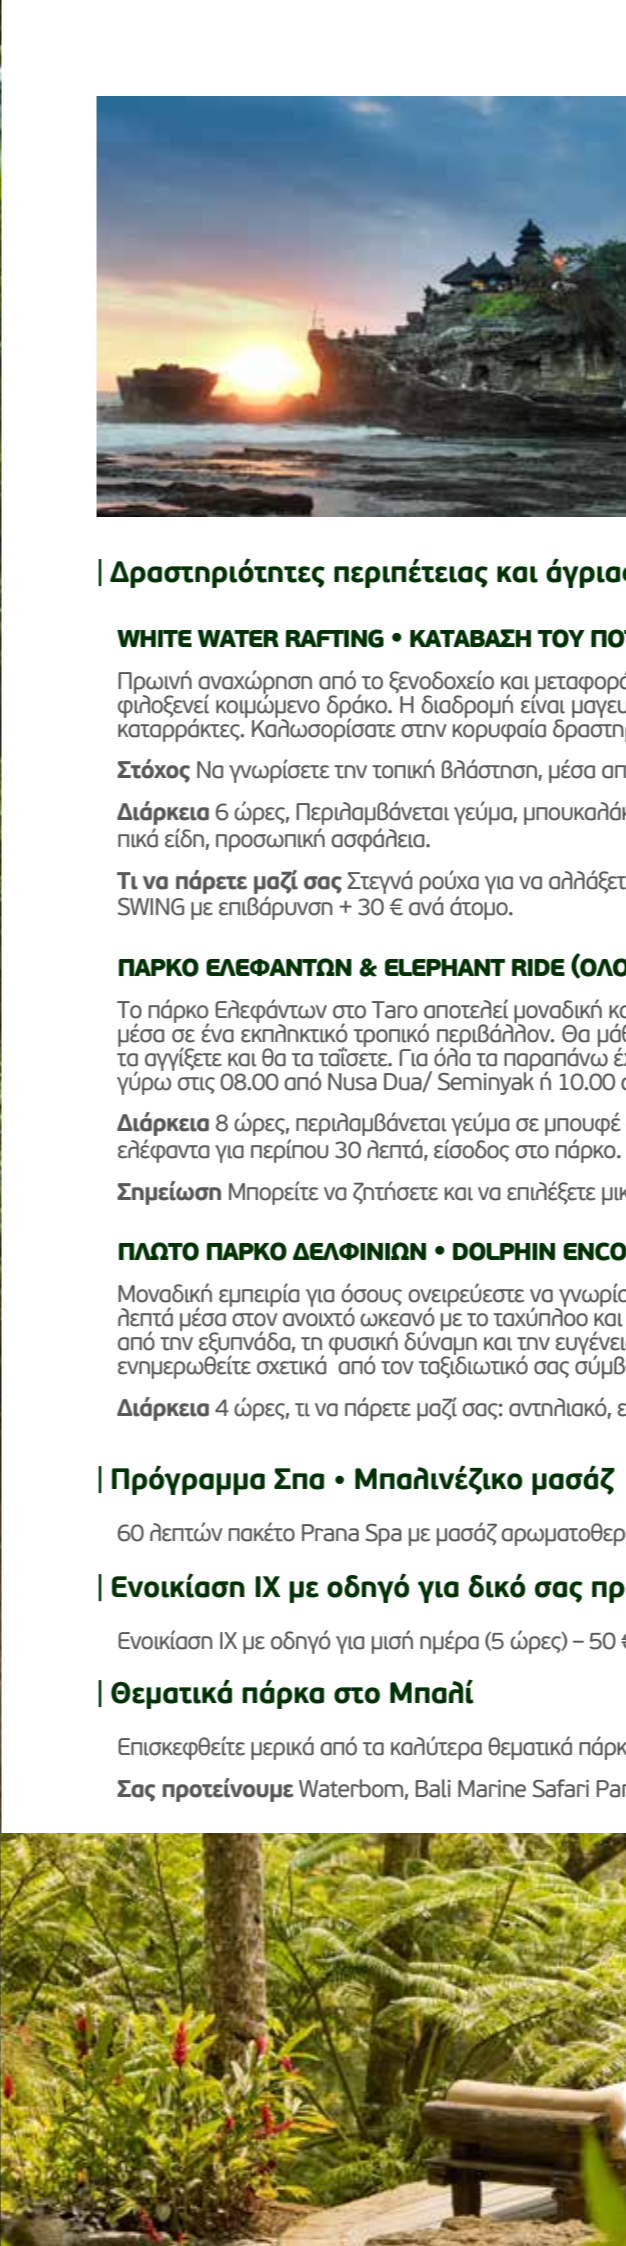 | Δραστηριότητες περιπέτειας και άγριας
WHITE WATER RAFTING • ΚΑΤΑΒΑΣΗ ΤΟΥ ΠΟΤ
Πρωινή αναχώρηση από το ξενοδοχείο και μεταφορά
φιλοξενεί κοιμώμενο δράκο. Η διαδρομή είναι μαγευ
καταρράκτες. Καλωσορίσατε στην κορυφαία δραστη
Στόχος Να γνωρίσετε την τοπική βλάστηση, μέσα απ
Διάρκεια 6 ώρες, Περιλαμβάνεται γεύμα, μπουκαλάκ
πικά είδη, προσωπική ασφάλεια.
Τι να πάρετε μαζί σας Στεγνά ρούχα για να αλλάξετ
SWING με επιβάρυνση + 30 € ανά άτομο.
ΠΑΡΚΟ ΕΛΕΦΑΝΤΩΝ & ELEPHANT RIDE (ΟΛΟ
Το πάρκο Ελεφάντων στο Taro αποτελεί μοναδική κα
μέσα σε ένα εκπληκτικό τροπικό περιβάλλον. Θα μάθ
τα αγγίξετε και θα τα ταΐσετε. Για όλα τα παραπάνω έχ
γύρω στις 08.00 από Nusa Dua/ Seminyak ή 10.00 α
Διάρκεια 8 ώρες, περιλαμβάνεται γεύμα σε μπουφέ
ελέφαντα για περίπου 30 λεπτά, είσοδος στο πάρκο.
Σημείωση Μπορείτε να ζητήσετε και να επιλέξετε μικ
ΠΛΩΤΟ ΠΑΡΚΟ ΔΕΛΦΙΝΙΩΝ • DOLPHIN ENCO
Μοναδική εμπειρία για όσους ονειρεύεστε να γνωρίσ
λεπτά μέσα στον ανοιχτό ωκεανό με το ταχύπλοο και
από την εξυπνάδα, τη φυσική δύναμη και την ευγένει
ενημερωθείτε σχετικά από τον ταξιδιωτικό σας σύμβ
Διάρκεια 4 ώρες, τι να πάρετε μαζί σας: αντηλιακό, ε
| Πρόγραμμα Σπα • Μπαλινέζικο μασάζ
60 λεπτών πακέτο Prana Spa με μασάζ αρωματοθερ
| Ενοικίαση ΙΧ με οδηγό για δικό σας πρ
Ενοικίαση ΙΧ με οδηγό για μισή ημέρα (5 ώρες) – 50 €
| Θεματικά πάρκα στο Μπαλί
Επισκεφθείτε μερικά από τα καλύτερα θεματικά πάρκ
Σας προτείνουμε Waterbom, Bali Marine Safari Par